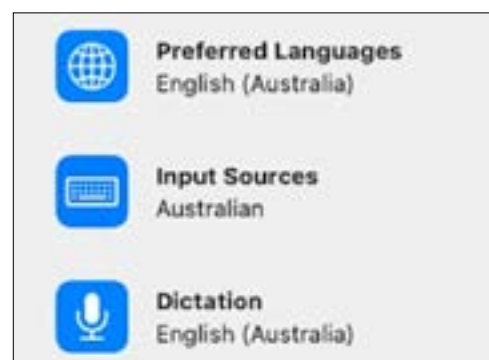 Preferred Languages
English (Australia)
Input Sources
Australian
Dictation
English (Australia)